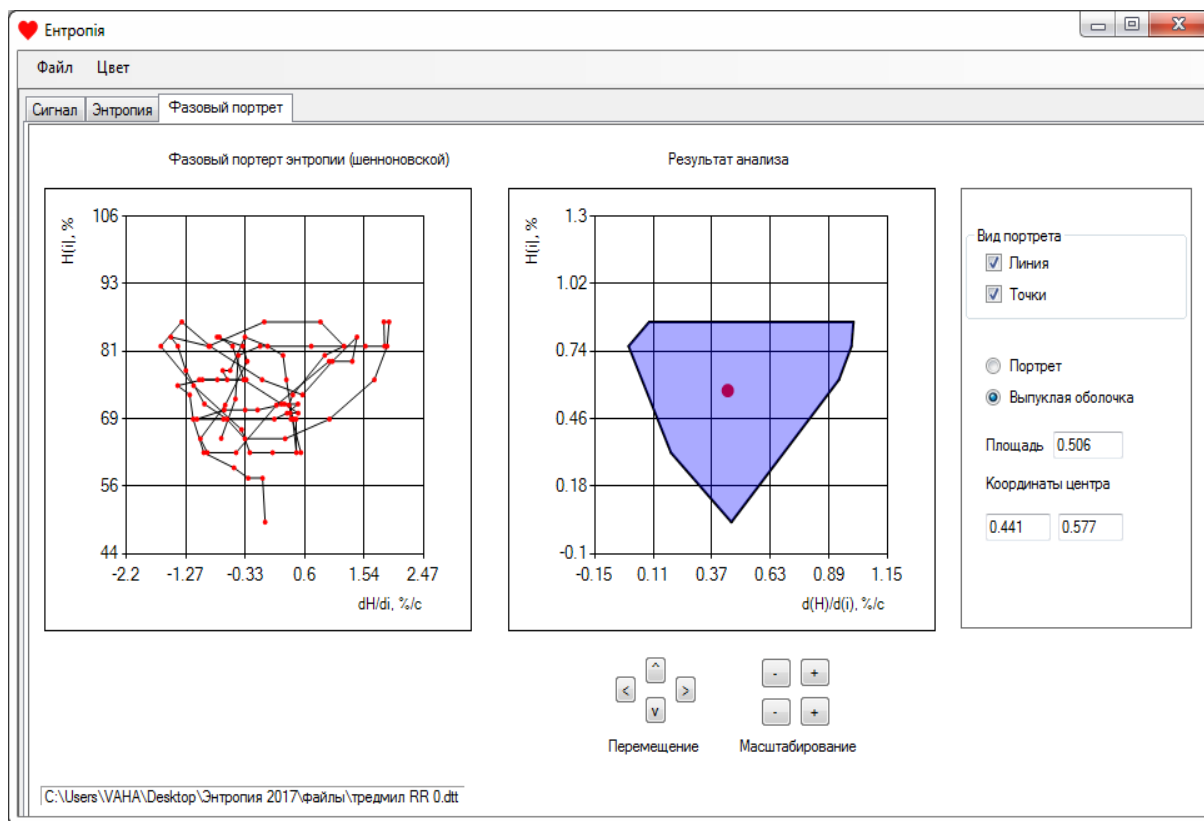 Ентропія
Файл Цвет
Сигнал Энтропия Фазовый портрет
Фазовый портерт энтропии (шенноновской)
H[i], %
106
93
81
69
56
44
-2.2 -1.27 -0.33 0.6 1.54 2.47
dH/di, %/c
Результат анализа
H[i], %
1.3
1.02
0.74
0.46
0.18
-0.1
-0.15 0.11 0.37 0.63 0.89 1.15
d(H)/d(i), %/c
Вид портрета
Линия
Точки
Портрет
Выпуклая оболочка
Площадь 0.506
Координаты центра
0.441 0.577
^
< >
v
Перемещение
- +
- +
Масштабирование
C:\Users\VAHA\Desktop\Энтропия 2017\файлы\тредмил RR 0.dtt